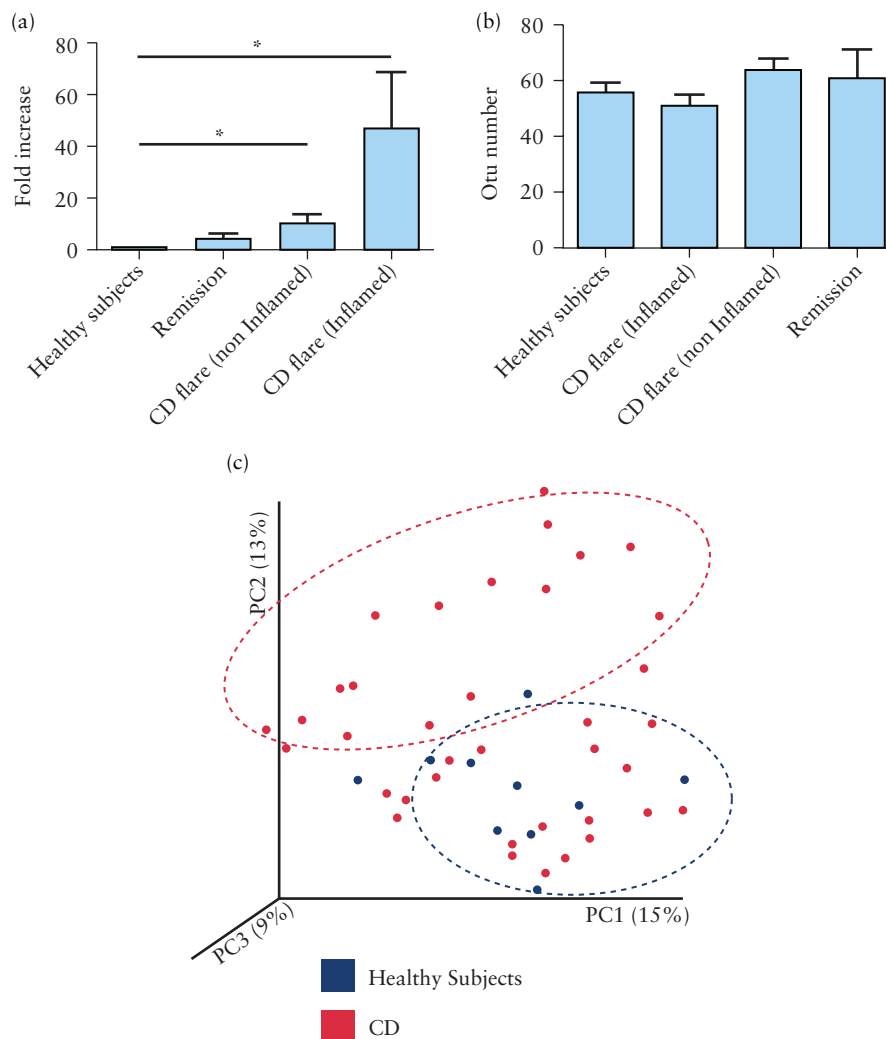 (a)
80
60
40
20
0
Fold increase
*
*
Healthy subjects
Remission
CD flare (non Inflamed)
CD flare (Inflamed)
(b)
80
60
40
20
0
Otu number
Healthy subjects
CD flare (Inflamed)
CD flare (non Inflamed)
Remission
(c)
PC2 (13%)
PC1 (15%)
PC3 (9%)
Healthy Subjects
CD